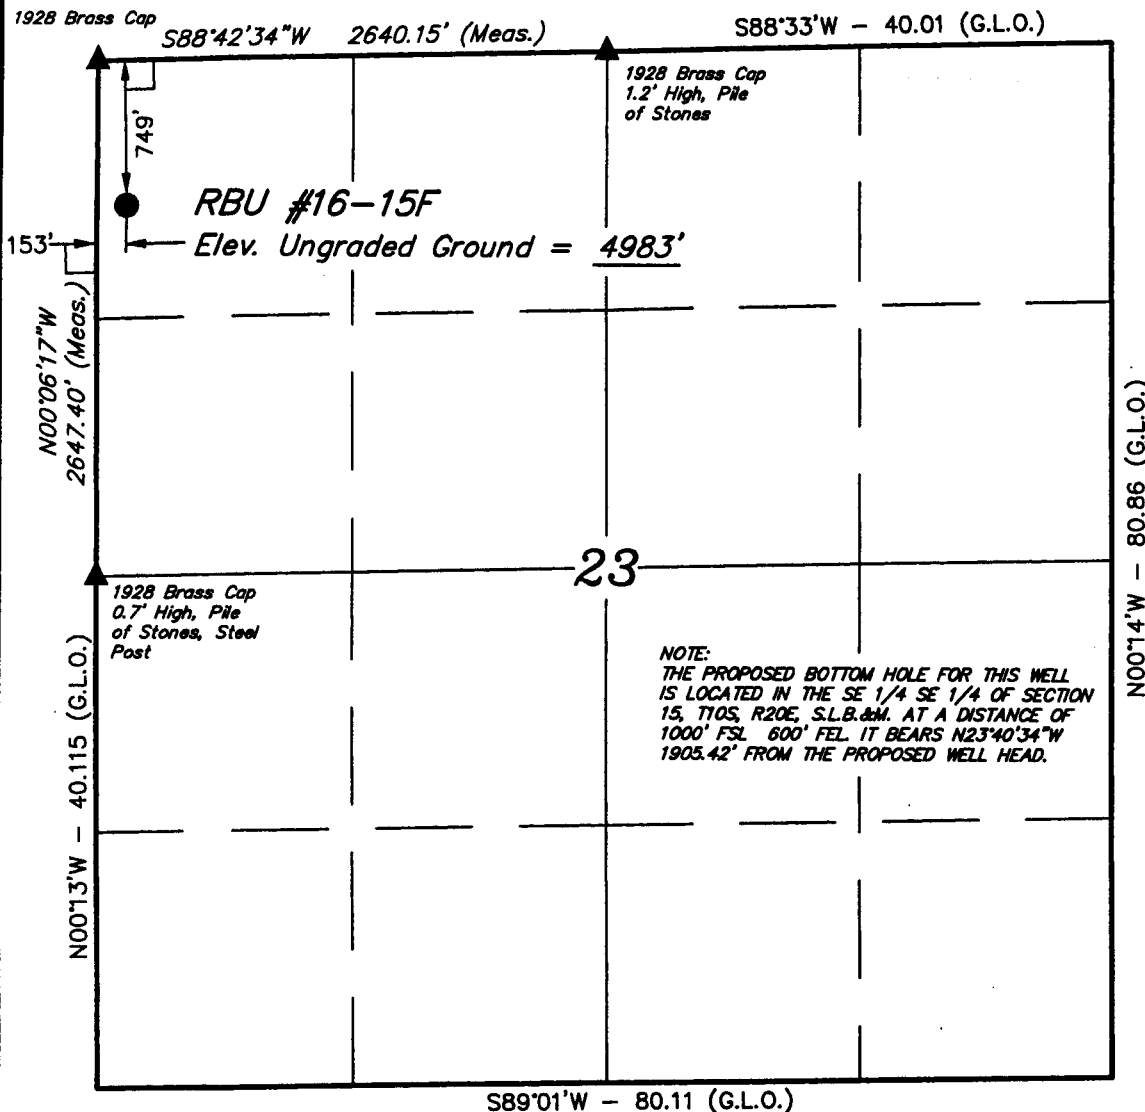 1928 Brass Cap
S88°42'34"W 2640.15' (Meas.)
S88°33'W – 40.01 (G.L.O.)
1928 Brass Cap
1.2' High, Pile
of Stones
749'
RBU #16-15F
153'
Elev. Ungraded Ground = 4983'
N00°06'17"W
2647.40' (Meas.)
N00°14'W – 80.86 (G.L.O.)
23
1928 Brass Cap
0.7' High, Pile
of Stones, Steel
Post
N00°13'W – 40.115 (G.L.O.)
NOTE:
THE PROPOSED BOTTOM HOLE FOR THIS WELL
IS LOCATED IN THE SE 1/4 SE 1/4 OF SECTION
15, T10S, R20E, S.L.B.&M. AT A DISTANCE OF
1000' FSL 600' FEL. IT BEARS N23°40'34"W
1905.42' FROM THE PROPOSED WELL HEAD.
S89°01'W – 80.11 (G.L.O.)